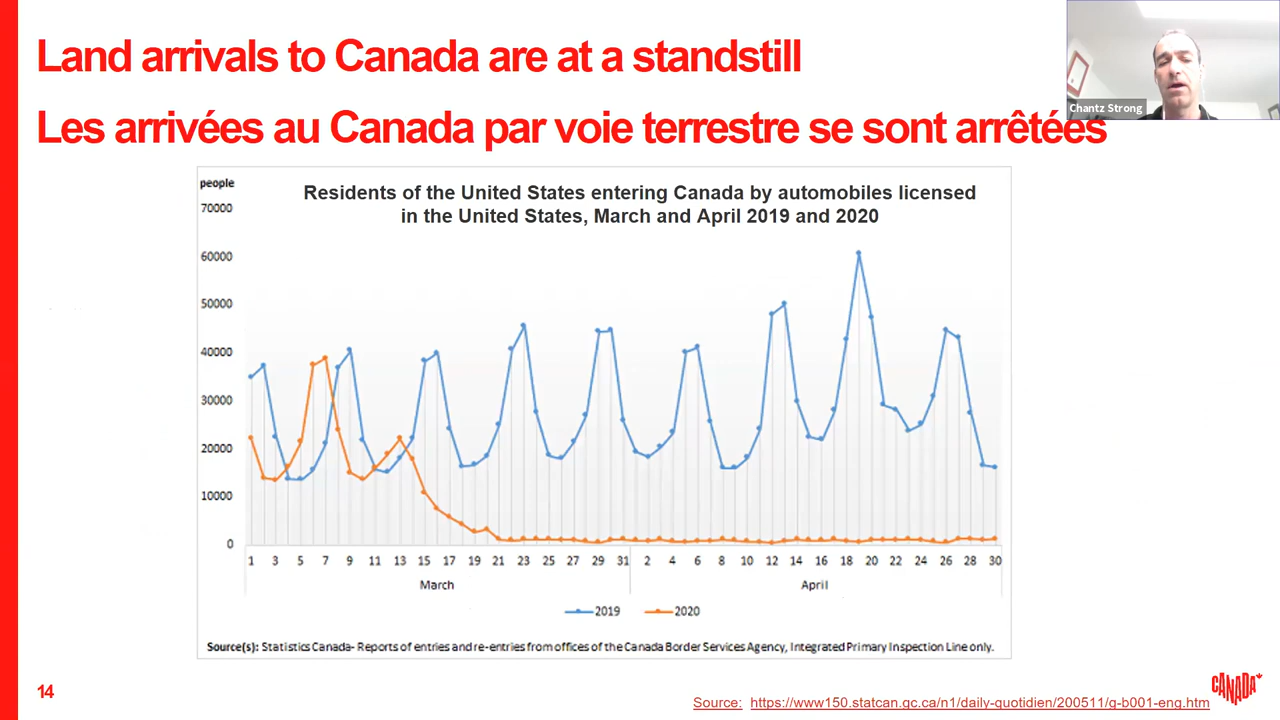 Land arrivals to Canada are at a standstill
Les arrivées au Canada par voie terrestre se sont arrêtées
Chantz Strong
people
Residents of the United States entering Canada by automobiles licensed
in the United States, March and April 2019 and 2020
70000
60000
50000
40000
30000
20000
10000
0
1 3 5 7 9 11 13 15 17 19 21 23 25 27 29 31 2 4 6 8 10 12 14 16 18 20 22 24 26 28 30
March April
2019 2020
Source(s): Statistics Canada- Reports of entries and re-entries from offices of the Canada Border Services Agency, Integrated Primary Inspection Line only.
14
Source: https://www150.statcan.gc.ca/n1/daily-quotidien/200511/g-b001-eng.htm
CANADA